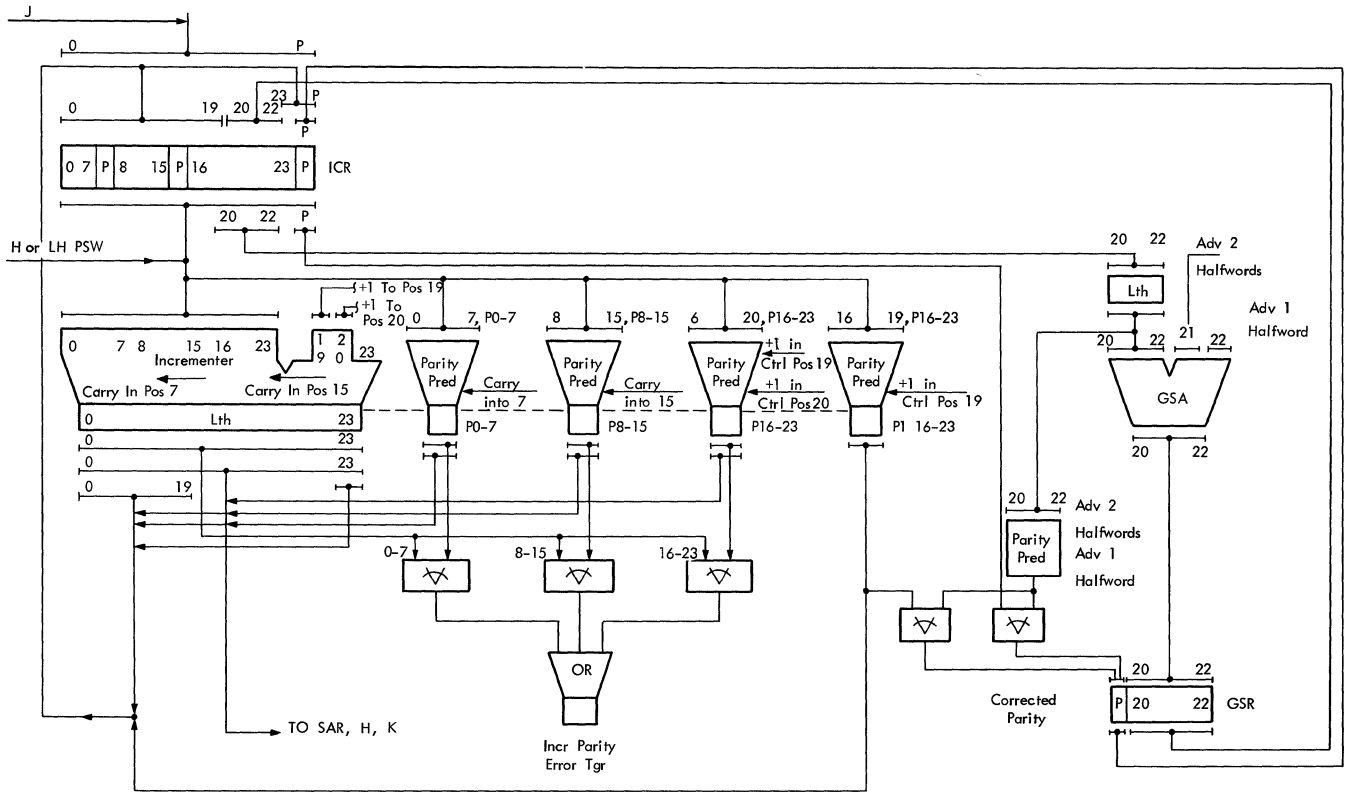 J
0 P
23 P
0 19 20 22
P
0 7 P 8 15 P 16 23 P ICR
20 22 P
H or LH PSW
20 22 Adv 2
Halfwords
Lth
+1 To Pos 19
+1 To
Pos 20
0 7, P0-7
8 15, P8-15
6 20, P16-23
16 19, P16-23
Adv 1
Halfword
20 22 21 22
0 7 8 15 16 23
1 2
9 0 23
Incrementer
Carry In Pos 7
Carry In Pos 15
Parity
Pred
Carry
into 7
Parity
Pred
Carry
into 15
Parity
Pred
+1 in
Ctrl Pos 19
+1 in
Ctrl Pos 20
Parity
Pred
+1 in
Ctrl Pos 19
GSA
0 Lth 23
P0-7
P8-15
P16-23
P1 16-23
0 23
0 23
0 19
20 22
20 22 Adv 2
Halfwords
Adv 1
Halfword
Parity
Pred
0-7
8-15
16-23
OR
20 22
Corrected
Parity
P 20 22 GSR
TO SAR, H, K
Incr Parity
Error Tgr